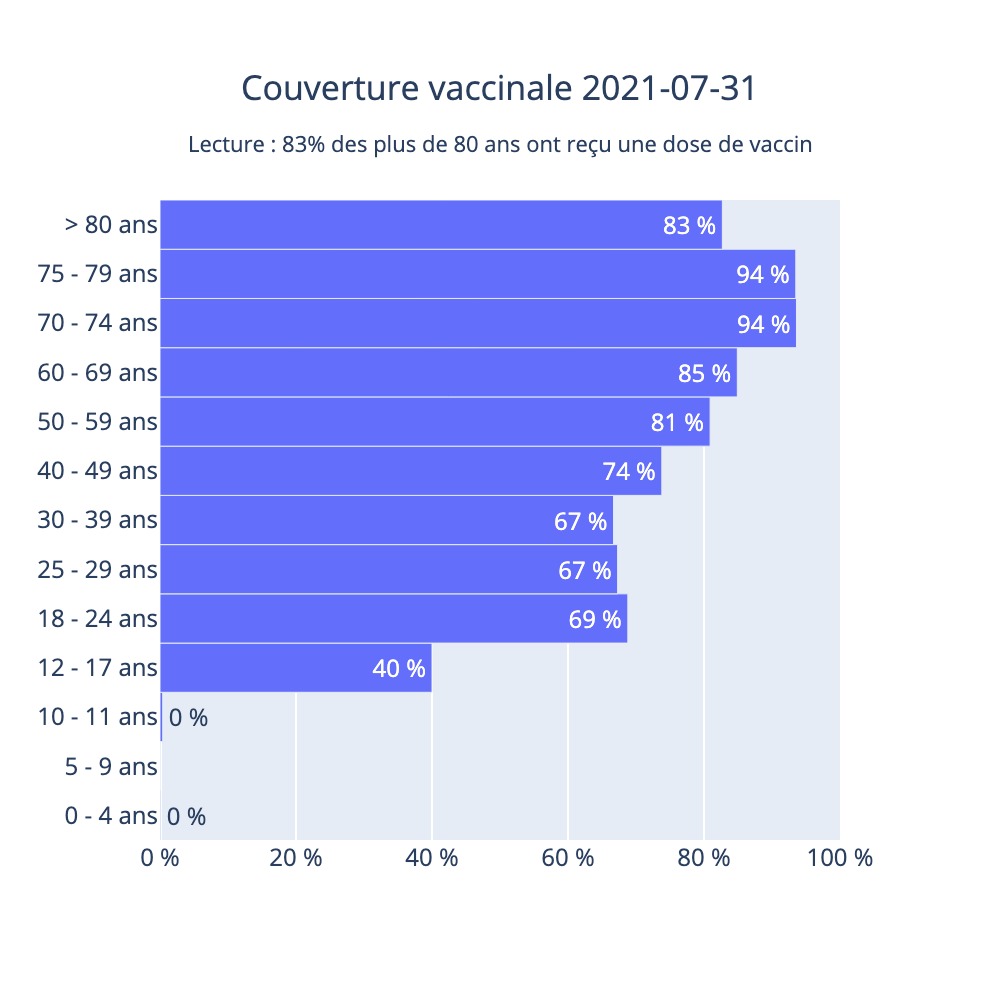 Couverture vaccinale 2021-07-31
Lecture : 83% des plus de 80 ans ont reçu une dose de vaccin
> 80 ans 83 %
75 - 79 ans 94 %
70 - 74 ans 94 %
60 - 69 ans 85 %
50 - 59 ans 81 %
40 - 49 ans 74 %
30 - 39 ans 67 %
25 - 29 ans 67 %
18 - 24 ans 69 %
12 - 17 ans 40 %
10 - 11 ans 0 %
5 - 9 ans
0 - 4 ans 0 %
0 % 20 % 40 % 60 % 80 % 100 %